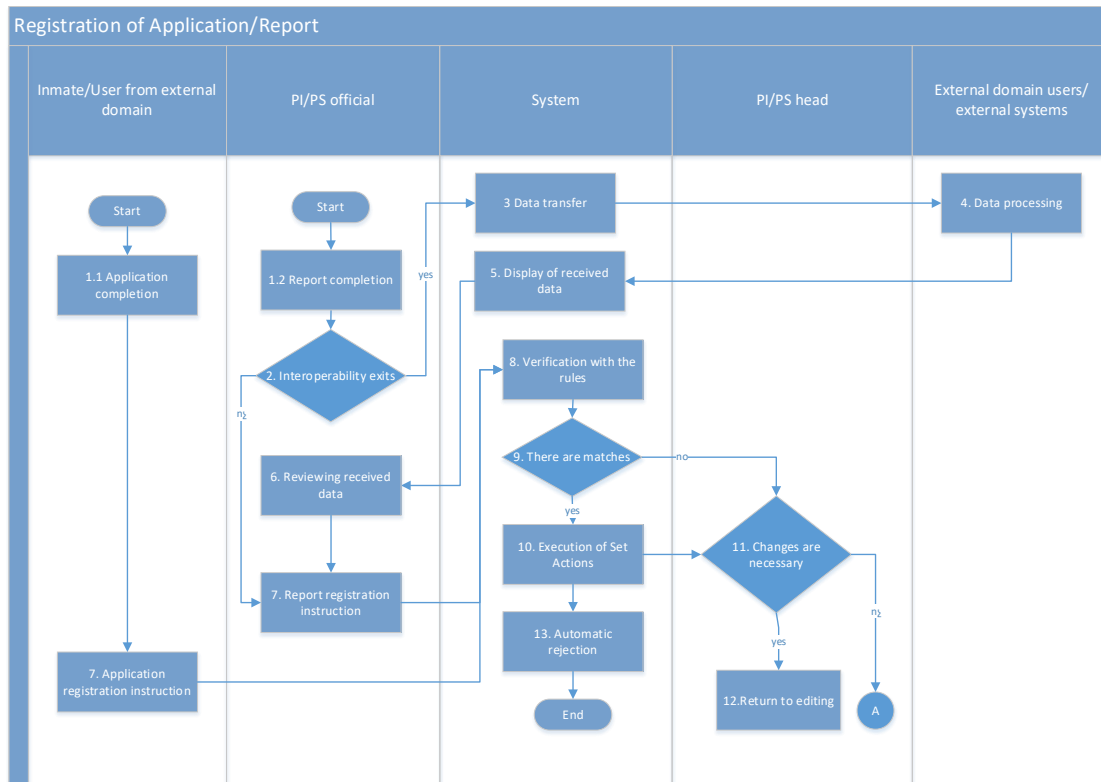 Registration of Application/Report
Inmate/User from external
domain
PI/PS official
System
PI/PS head
External domain users/
external systems
Start
Start
3 Data transfer
4. Data processing
1.1 Application
completion
1.2 Report completion
yes
5. Display of received
data
2. Interoperability exits
8. Verification with the
rules
9. There are matches
no
6. Reviewing received
data
yes
10. Execution of Set
Actions
11. Changes are
necessary
7. Report registration
instruction
13. Automatic
rejection
yes
7. Application
registration instruction
12.Return to editing
A
End